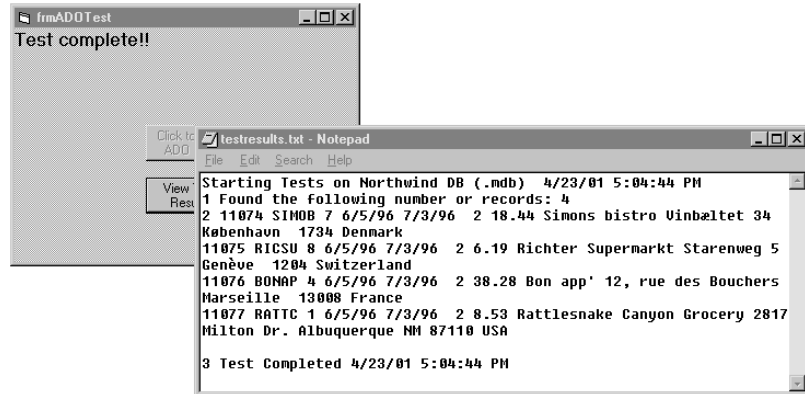 frmADOTest
Test complete!!
Click to
ADO
View
Resu
testresults.txt - Notepad
File Edit Search Help
Starting Tests on Northwind DB (.mdb) 4/23/01 5:04:44 PM
1 Found the following number or records: 4
2 11074 SIMOB 7 6/5/96 7/3/96 2 18.44 Simons bistro Vinbæltet 34
København 1734 Denmark
11075 RICSU 8 6/5/96 7/3/96 2 6.19 Richter Supermarkt Starenweg 5
Genève 1204 Switzerland
11076 BONAP 4 6/5/96 7/3/96 2 38.28 Bon app' 12, rue des Bouchers
Marseille 13008 France
11077 RATTC 1 6/5/96 7/3/96 2 8.53 Rattlesnake Canyon Grocery 2817
Milton Dr. Albuquerque NM 87110 USA
3 Test Completed 4/23/01 5:04:44 PM